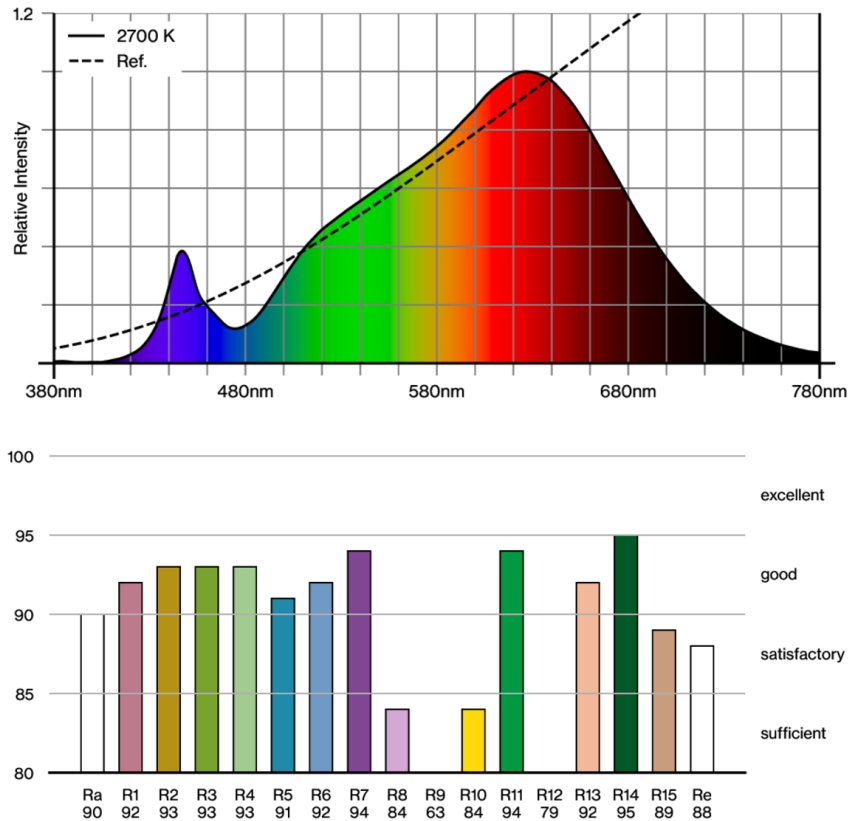 1.2
2700 K
Ref.
Relative Intensity
380nm 480nm 580nm 680nm 780nm
100
excellent
95
good
90
satisfactory
85
sufficient
80
Ra R1 R2 R3 R4 R5 R6 R7 R8 R9 R10 R11 R12 R13 R14 R15 Re
90 92 93 93 93 91 92 94 84 63 84 94 79 92 95 89 88